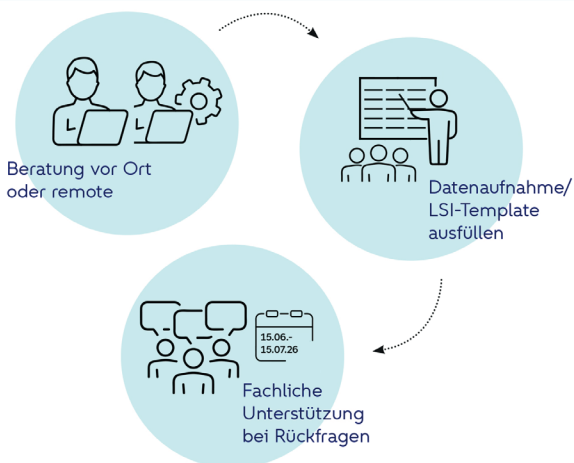 Beratung vor Ort
oder remote
Datenaufnahme/
LSI-Template
ausfüllen
15.06.-
15.07.26
Fachliche
Unterstützung
bei Rückfragen